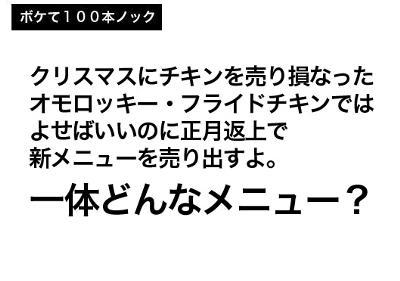 ボケて１００本ノック
クリスマスにチキンを売り損なった
オモロッキー・フライドチキンでは
よせばいいのに正月返上で
新メニューを売り出すよ。
一体どんなメニュー？